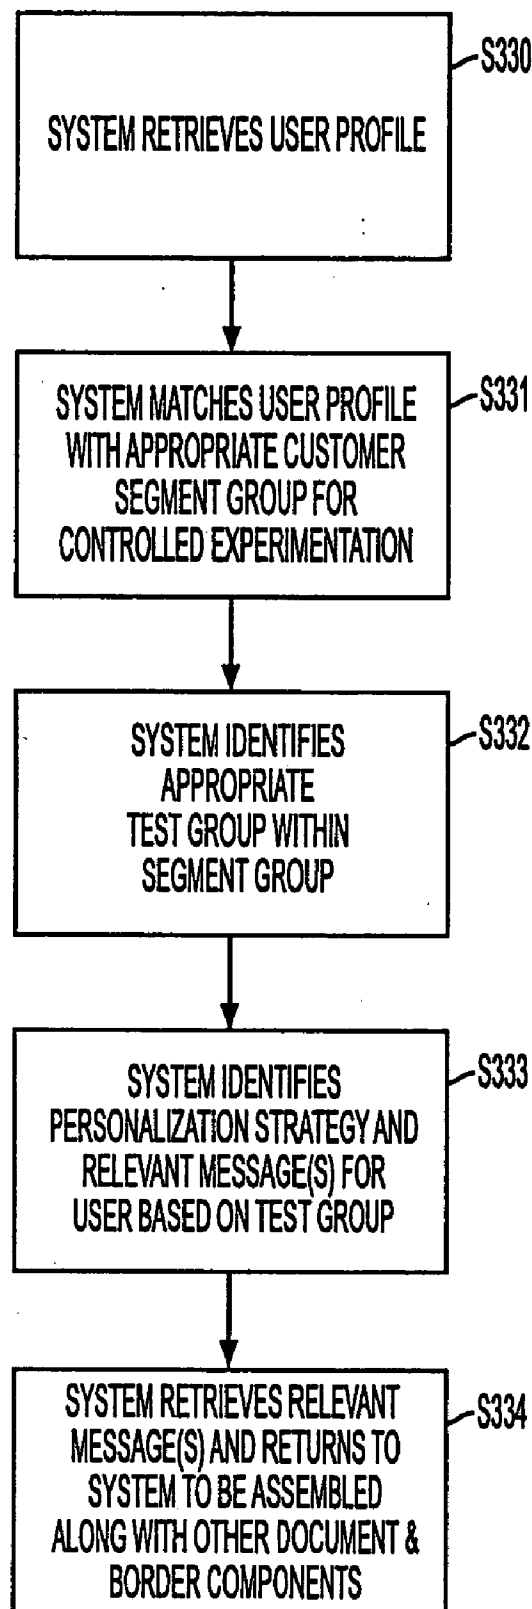 S330
SYSTEM RETRIEVES USER PROFILE
S331
SYSTEM MATCHES USER PROFILE
WITH APPROPRIATE CUSTOMER
SEGMENT GROUP FOR
CONTROLLED EXPERIMENTATION
S332
SYSTEM IDENTIFIES
APPROPRIATE
TEST GROUP WITHIN
SEGMENT GROUP
S333
SYSTEM IDENTIFIES
PERSONALIZATION STRATEGY AND
RELEVANT MESSAGE(S) FOR
USER BASED ON TEST GROUP
S334
SYSTEM RETRIEVES RELEVANT
MESSAGE(S) AND RETURNS TO
SYSTEM TO BE ASSEMBLED
ALONG WITH OTHER DOCUMENT &
BORDER COMPONENTS